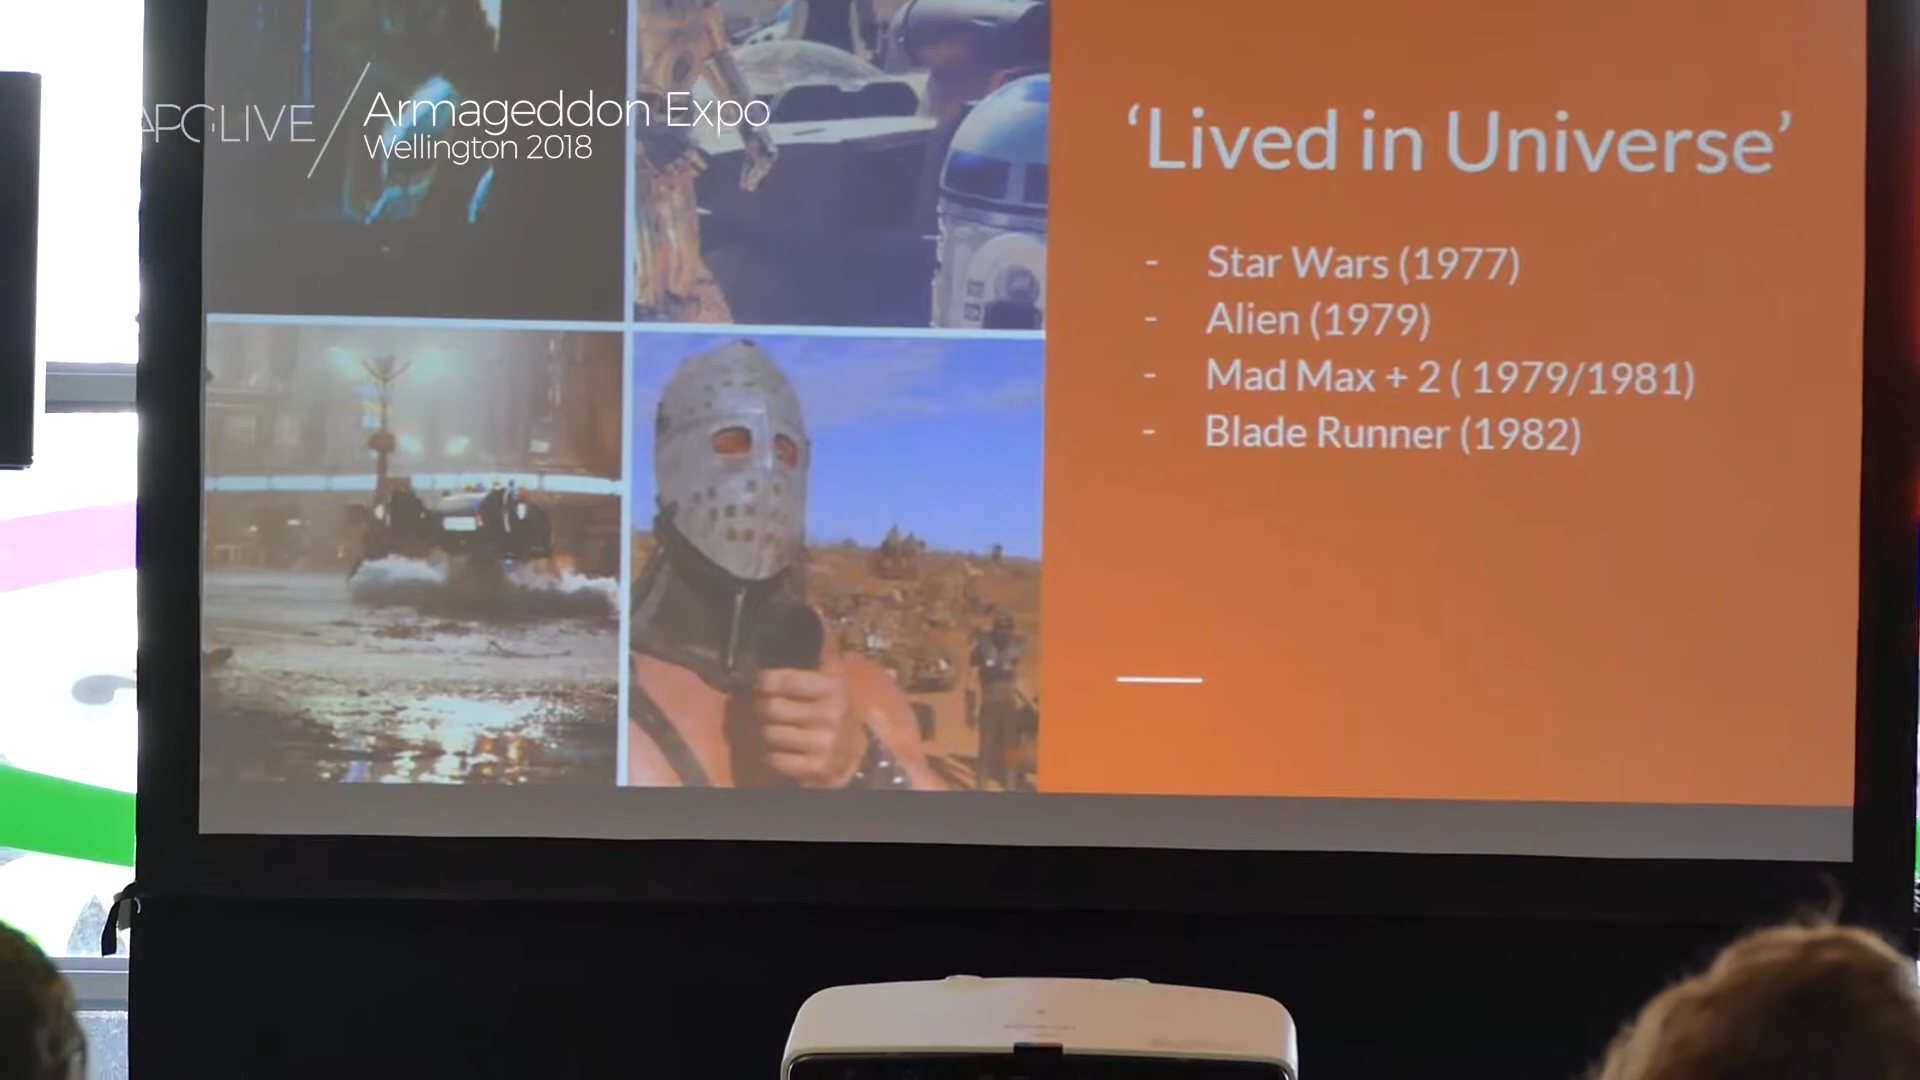 APCLIVE
Armageddon Expo
Wellington 2018
‘Lived in Universe’
- Star Wars (1977)
- Alien (1979)
- Mad Max + 2 ( 1979/1981)
- Blade Runner (1982)